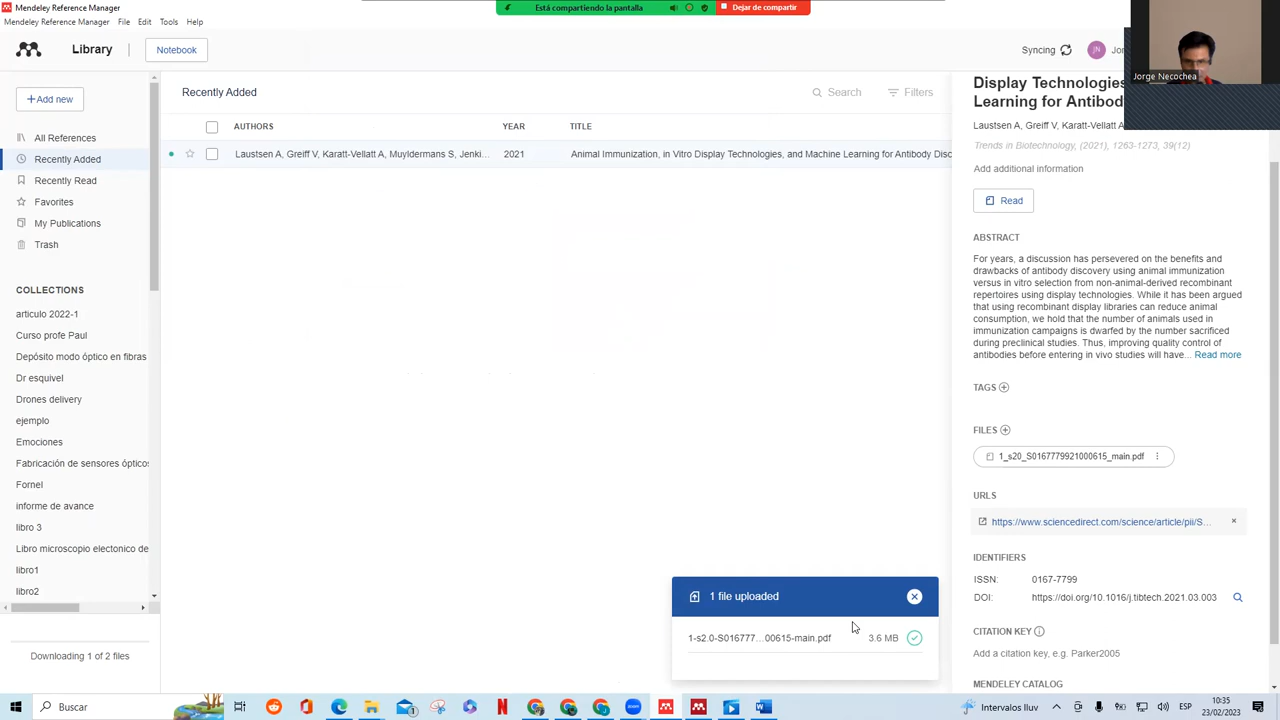 Mendeley Reference Manager
Está compartiendo la pantalla
Dejar de compartir
Mendeley Reference Manager File Edit Tools Help
Library
Notebook
Syncing
JN
Jorge Necochea
+Add new
All References
Recently Added
Recently Read
Favorites
My Publications
Trash
COLLECTIONS
articulo 2022-1
Curso profe Paul
Depósito modo óptico en fibras
Dr esquivel
Drones delivery
ejemplo
Emociones
Fabricación de sensores ópticos
Fornel
informe de avance
libro 3
Libro microscopio electonico de
libro1
libro2
Downloading 1 of 2 files
Recently Added
Search
Filters
AUTHORS YEAR TITLE
Laustsen A, Greiff V, Karatt-Vellatt A, Muyldermans S, Jenki... 2021 Animal Immunization, in Vitro Display Technologies, and Machine Learning for Antibody Disc
1 file uploaded
1-s2.0-S016777...00615-main.pdf 3.6 MB
Display Technologies
Learning for Antibod
Laustsen A, Greiff V, Karatt-Vellatt A
Trends in Biotechnology, (2021), 1263-1273, 39(12)
Add additional information
Read
ABSTRACT
For years, a discussion has persevered on the benefits and
drawbacks of antibody discovery using animal immunization
versus in vitro selection from non-animal-derived recombinant
repertoires using display technologies. While it has been argued
that using recombinant display libraries can reduce animal
consumption, we hold that the number of animals used in
immunization campaigns is dwarfed by the number sacrificed
during preclinical studies. Thus, improving quality control of
antibodies before entering in vivo studies will have... Read more
TAGS
FILES
1_s20_S0167779921000615_main.pdf
URLS
https://www.sciencedirect.com/science/article/pii/S...
IDENTIFIERS
ISSN: 0167-7799
DOI: https://doi.org/10.1016/j.tibtech.2021.03.003
CITATION KEY
Add a citation key, e.g. Parker2005
MENDELEY CATALOG
Buscar
Intervalos lluv
ESP
10:35
23/02/2023